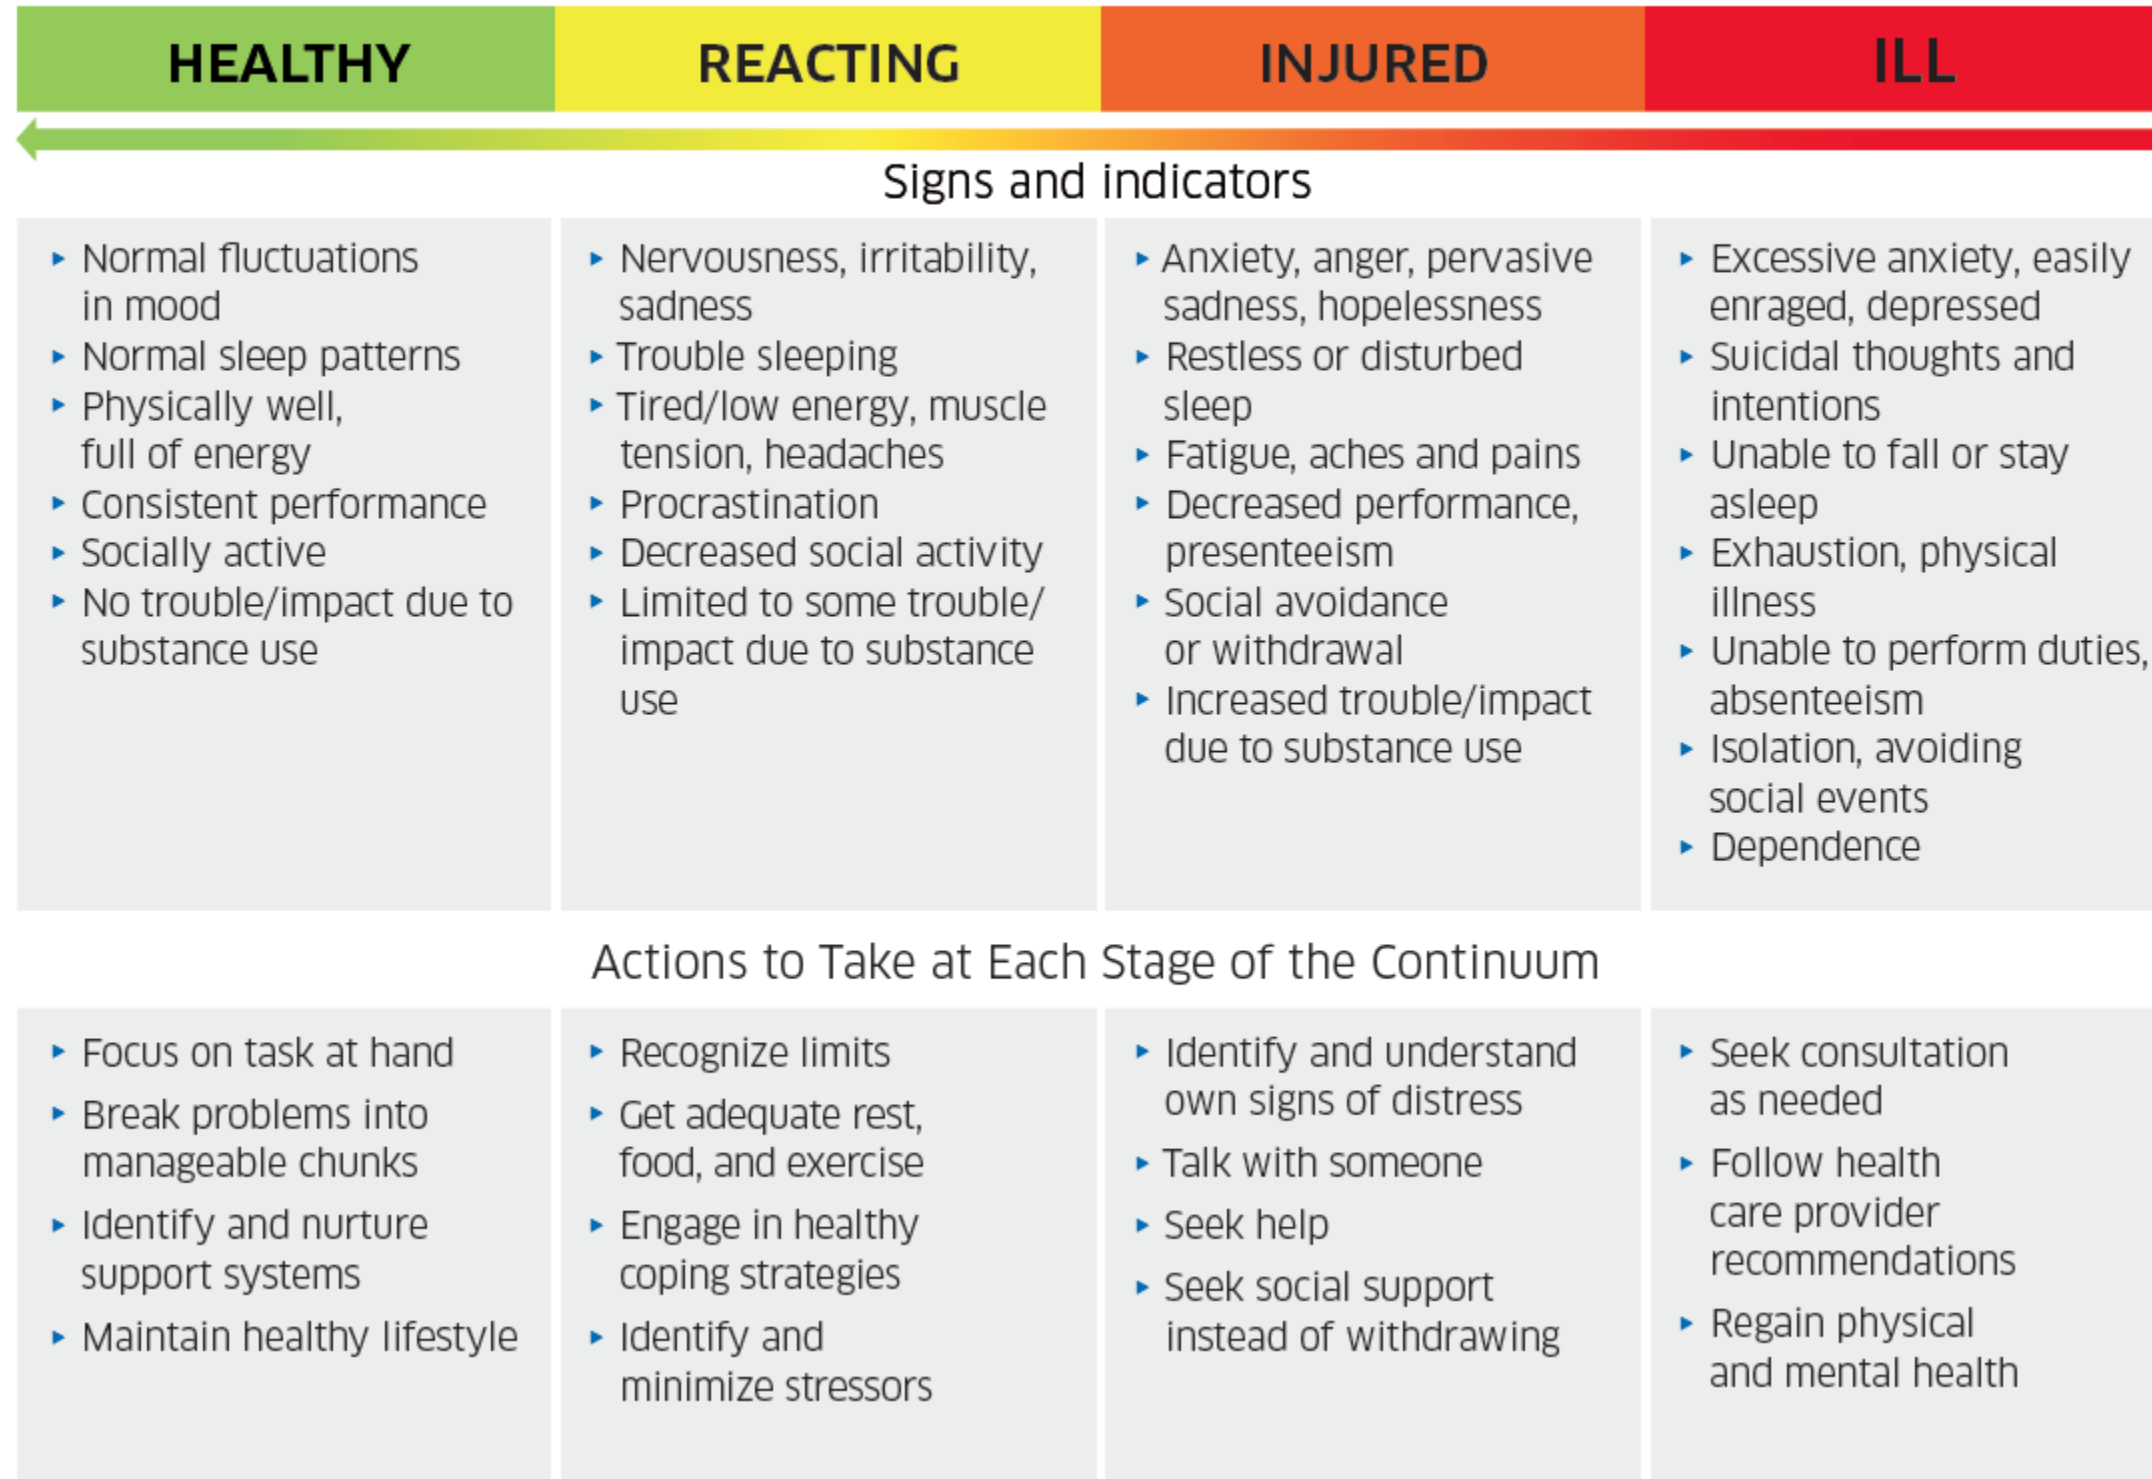 HEALTHY
REACTING
INJURED
ILL
Signs and indicators
▸ Normal fluctuations
in mood
▸ Normal sleep patterns
▸ Physically well,
full of energy
▸ Consistent performance
▸ Socially active
▸ No trouble/impact due to
substance use
▸ Nervousness, irritability,
sadness
▸ Trouble sleeping
▸ Tired/low energy, muscle
tension, headaches
▸ Procrastination
▸ Decreased social activity
▸ Limited to some trouble/
impact due to substance
use
▸ Anxiety, anger, pervasive
sadness, hopelessness
▸ Restless or disturbed
sleep
▸ Fatigue, aches and pains
▸ Decreased performance,
presenteeism
▸ Social avoidance
or withdrawal
▸ Increased trouble/impact
due to substance use
▸ Excessive anxiety, easily
enraged, depressed
▸ Suicidal thoughts and
intentions
▸ Unable to fall or stay
asleep
▸ Exhaustion, physical
illness
▸ Unable to perform duties,
absenteeism
▸ Isolation, avoiding
social events
▸ Dependence
Actions to Take at Each Stage of the Continuum
▸ Focus on task at hand
▸ Break problems into
manageable chunks
▸ Identify and nurture
support systems
▸ Maintain healthy lifestyle
▸ Recognize limits
▸ Get adequate rest,
food, and exercise
▸ Engage in healthy
coping strategies
▸ Identify and
minimize stressors
▸ Identify and understand
own signs of distress
▸ Talk with someone
▸ Seek help
▸ Seek social support
instead of withdrawing
▸ Seek consultation
as needed
▸ Follow health
care provider
recommendations
▸ Regain physical
and mental health